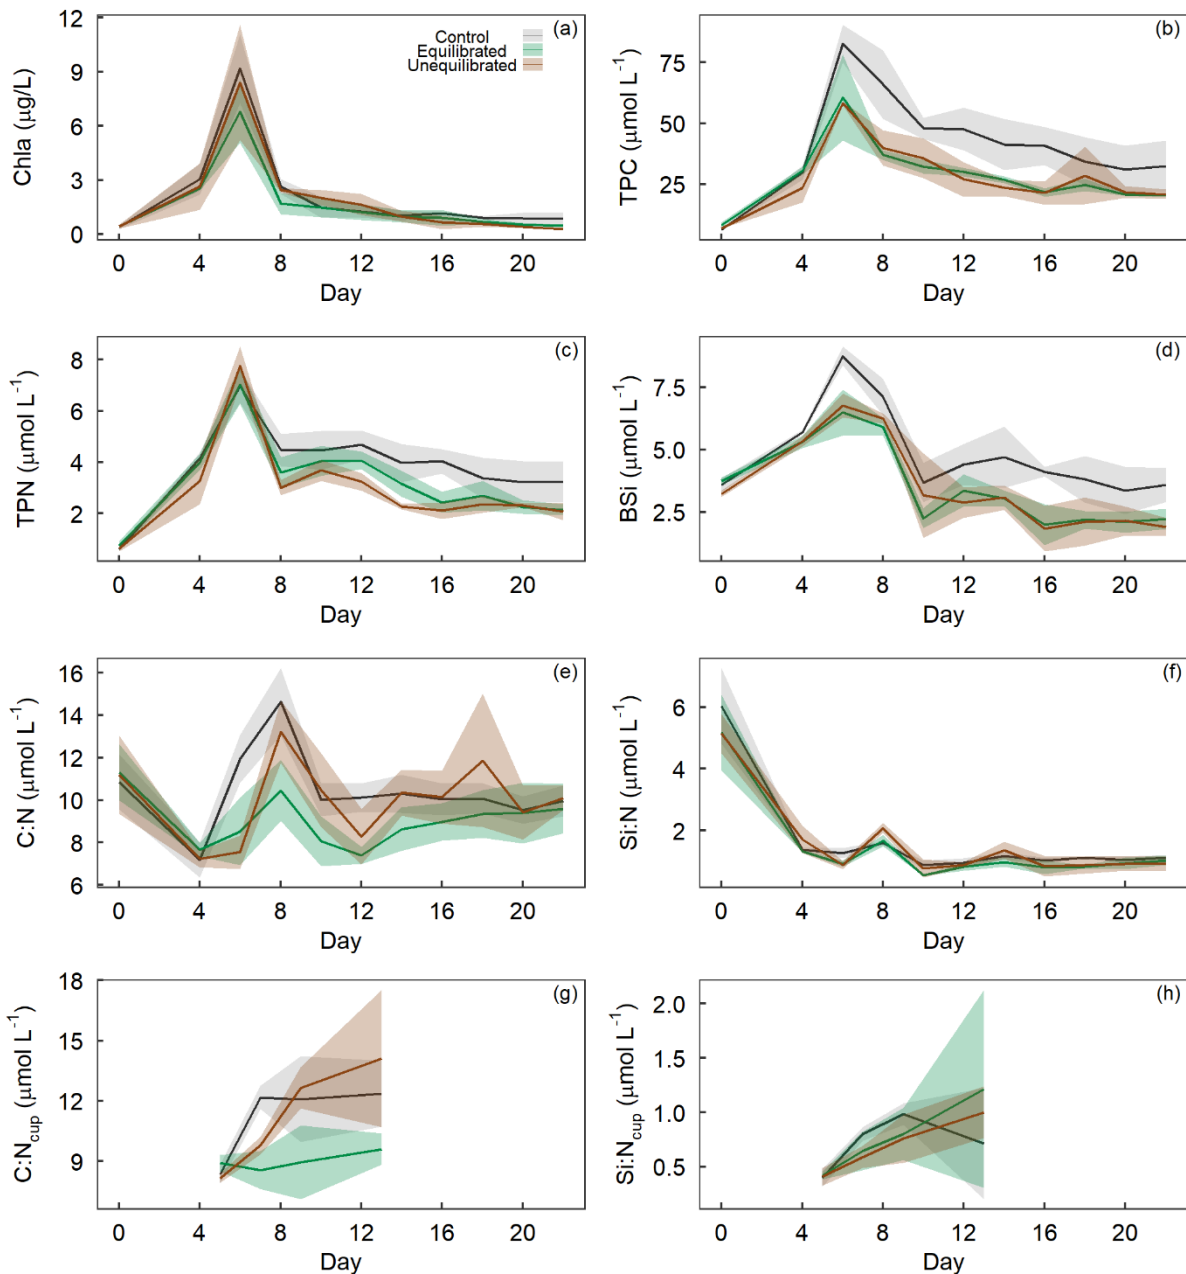 (a)
Control
Equilibrated
Unequilibrated
Chla (μg/L)
12
9
6
3
0
0 4 8 12 16 20
Day
(b)
TPC (μmol L⁻¹)
75
50
25
0 4 8 12 16 20
Day
(c)
TPN (μmol L⁻¹)
8
6
4
2
0 4 8 12 16 20
Day
(d)
BSi (μmol L⁻¹)
7.5
5.0
2.5
0 4 8 12 16 20
Day
(e)
C:N (μmol L⁻¹)
16
14
12
10
8
6
0 4 8 12 16 20
Day
(f)
Si:N (μmol L⁻¹)
6
4
2
0 4 8 12 16 20
Day
(g)
C:Ncup (μmol L⁻¹)
18
15
12
9
0 4 8 12 16 20
Day
(h)
Si:Ncup (μmol L⁻¹)
2.0
1.5
1.0
0.5
0 4 8 12 16 20
Day